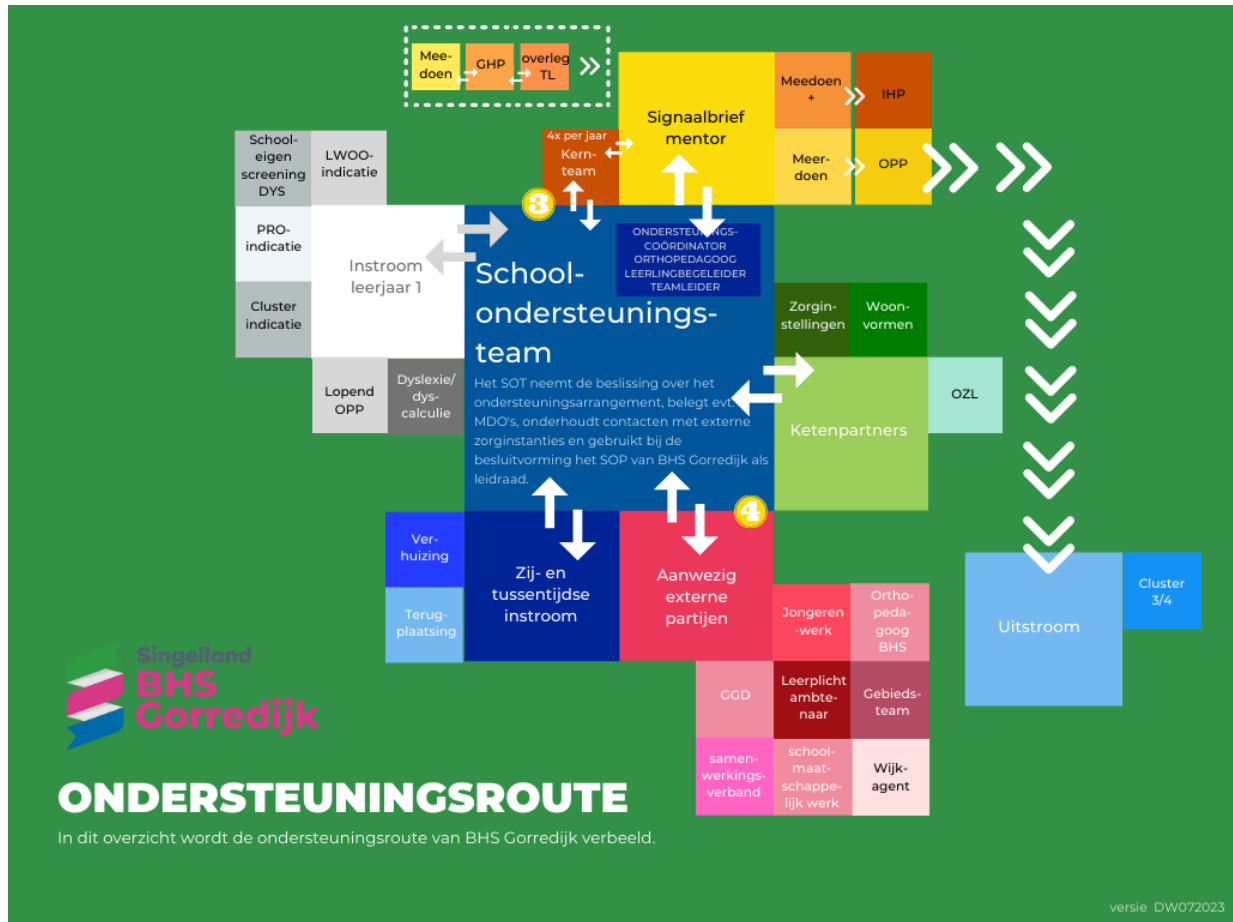 Mee-
doen
GHP
overleg
TL
Signaalbrief
mentor
Meedoen
+
IHP
Meer-
doen
OPP
4x per jaar
Kern-
team
School-
eigen
screening
DYS
LWOO-
indicatie
PRO-
indicatie
Cluster
indicatie
Instroom
leerjaar 1
Lopend
OPP
Dyslexie/
dys-
calculie
3
ONDERSTEUNINGS-
COÖRDINATOR
ORTHOPEDAGOOG
LEERLINGBEGELEIDER
TEAMLEIDER
School-
ondersteunings-
team
Het SOT neemt de beslissing over het
ondersteuningsarrangement, belegt evt.
MDO's, onderhoudt contacten met externe
zorginstanties en gebruikt bij de
besluitvorming het SOP van BHS Gorredijk als
leidraad.
Zorgin-
stellingen
Woon-
vormen
Ketenpartners
OZL
4
Ver-
huizing
Terug-
plaatsing
Zij- en
tussentijdse
instroom
Aanwezig
externe
partijen
Jongeren
-werk
Ortho-
peda-
goog
BHS
GGD
Leerplicht
ambte-
naar
Gebieds-
team
samen-
werkings-
verband
school-
maat-
schappe-
lijk werk
Wijk-
agent
Uitstroom
Cluster
3/4
Singelland
BHS
Gorredijk
ONDERSTEUNINGSROUTE
In dit overzicht wordt de ondersteuningsroute van BHS Gorredijk verbeeld.
versie DW072023